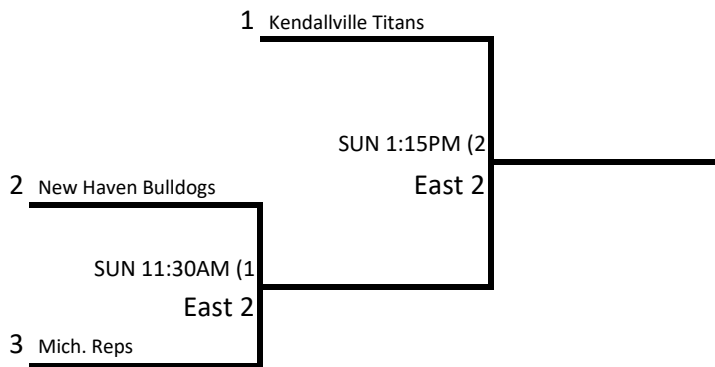 1 Kendallville Titans
SUN 1:15PM (2
East 2
2 New Haven Bulldogs
SUN 11:30AM (1
East 2
3 Mich. Reps